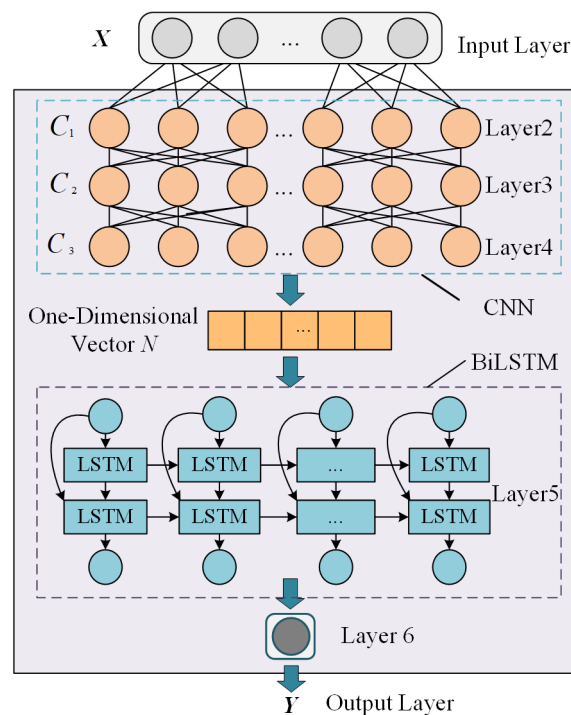 X ... Input Layer
C1 ... Layer2
C2 ... Layer3
C3 ... Layer4
CNN
One-Dimensional
Vector N
...
BiLSTM
LSTM LSTM ... LSTM
Layer5
LSTM LSTM ... LSTM
Layer 6
Y Output Layer